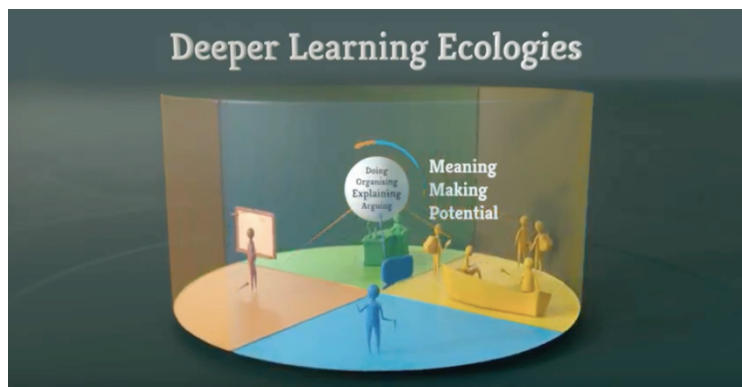 Deeper Learning Ecologies
Doing
Organising
Explaining
Arguing
Meaning
Making
Potential